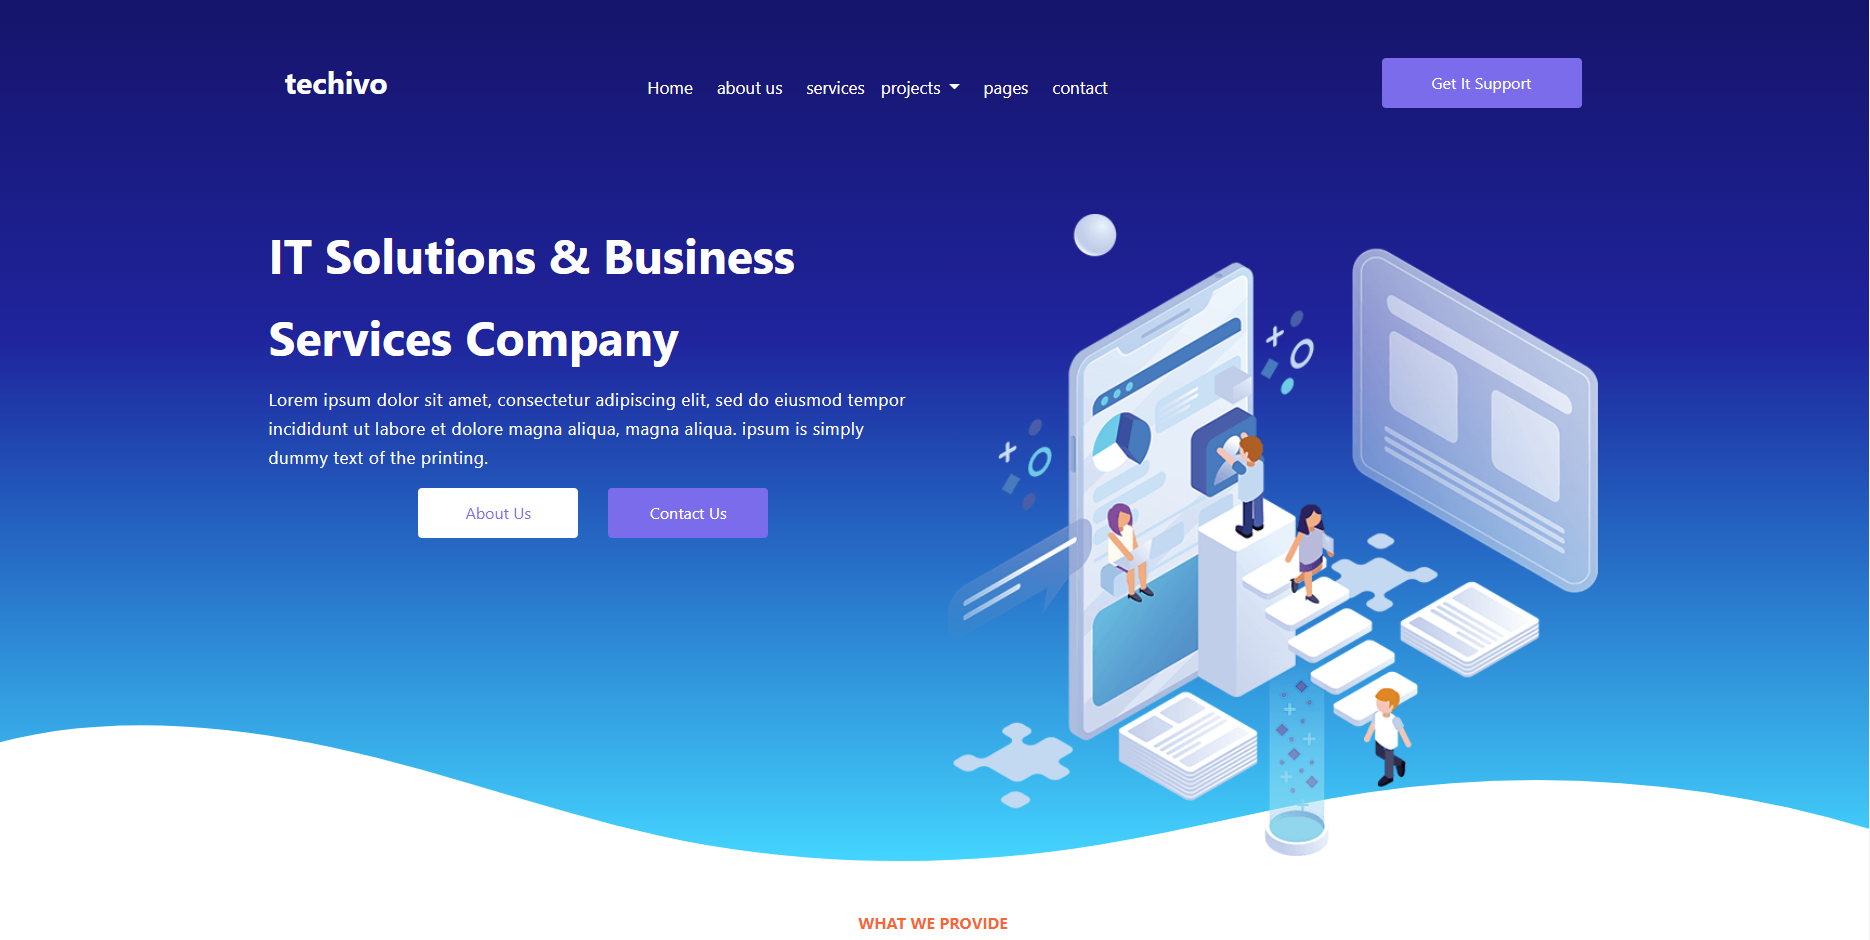 techivo
Home about us services projects pages contact
Get It Support
IT Solutions & Business
Services Company
Lorem ipsum dolor sit amet, consectetur adipiscing elit, sed do eiusmod tempor
incididunt ut labore et dolore magna aliqua, magna aliqua. ipsum is simply
dummy text of the printing.
About Us
Contact Us
WHAT WE PROVIDE